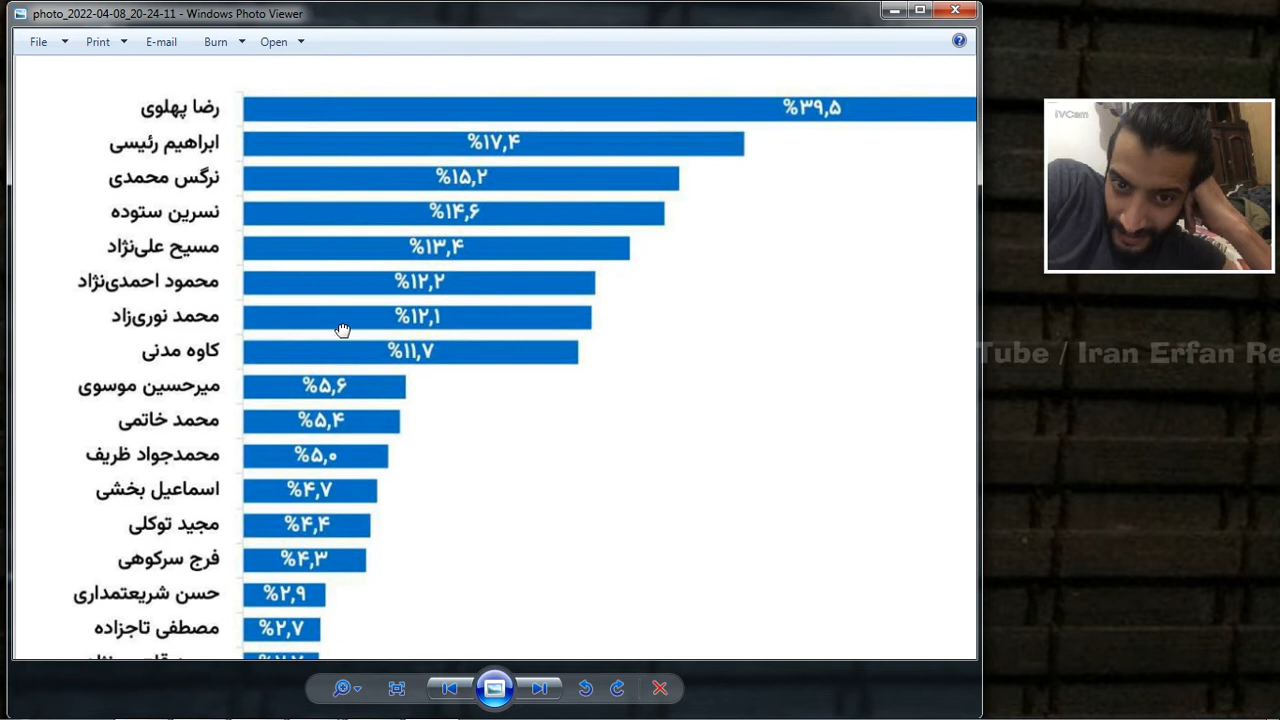 photo_2022-04-08_20-24-11 - Windows Photo Viewer
File Print E-mail Burn Open
رضا پهلوی %۳۹,۵
ابراهیم رئیسی %۱۷,۴
نرگس محمدی %۱۵,۲
نسرین ستوده %۱۴,۶
مسیح علی‌نژاد %۱۳,۴
محمود احمدی‌نژاد %۱۲,۲
محمد نوری‌زاد %۱۲,۱
کاوه مدنی %۱۱,۷
میرحسین موسوی %۵,۶
محمد خاتمی %۵,۴
محمدجواد ظریف %۵,۰
اسماعیل بخشی %۴,۷
مجید توکلی %۴,۴
فرج سرکوهی %۴,۳
حسن شریعتمداری %۲,۹
مصطفی تاجزاده %۲,۷
iVCam
Tube / Iran Erfan Re